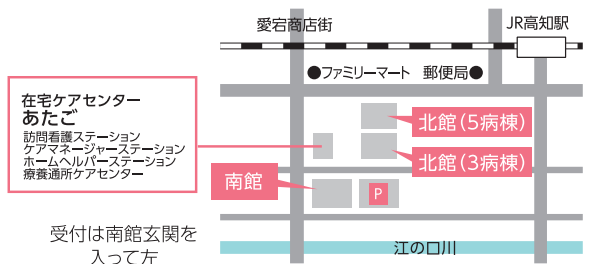 愛宕商店街
JR高知駅
●ファミリーマート 郵便局●
在宅ケアセンター
あたご
訪問看護ステーション
ケアマネージャーステーション
ホームヘルパーステーション
療養通所ケアセンター
北館(5病棟)
北館(3病棟)
南館
P
受付は南館玄関を
入って左
江の口川